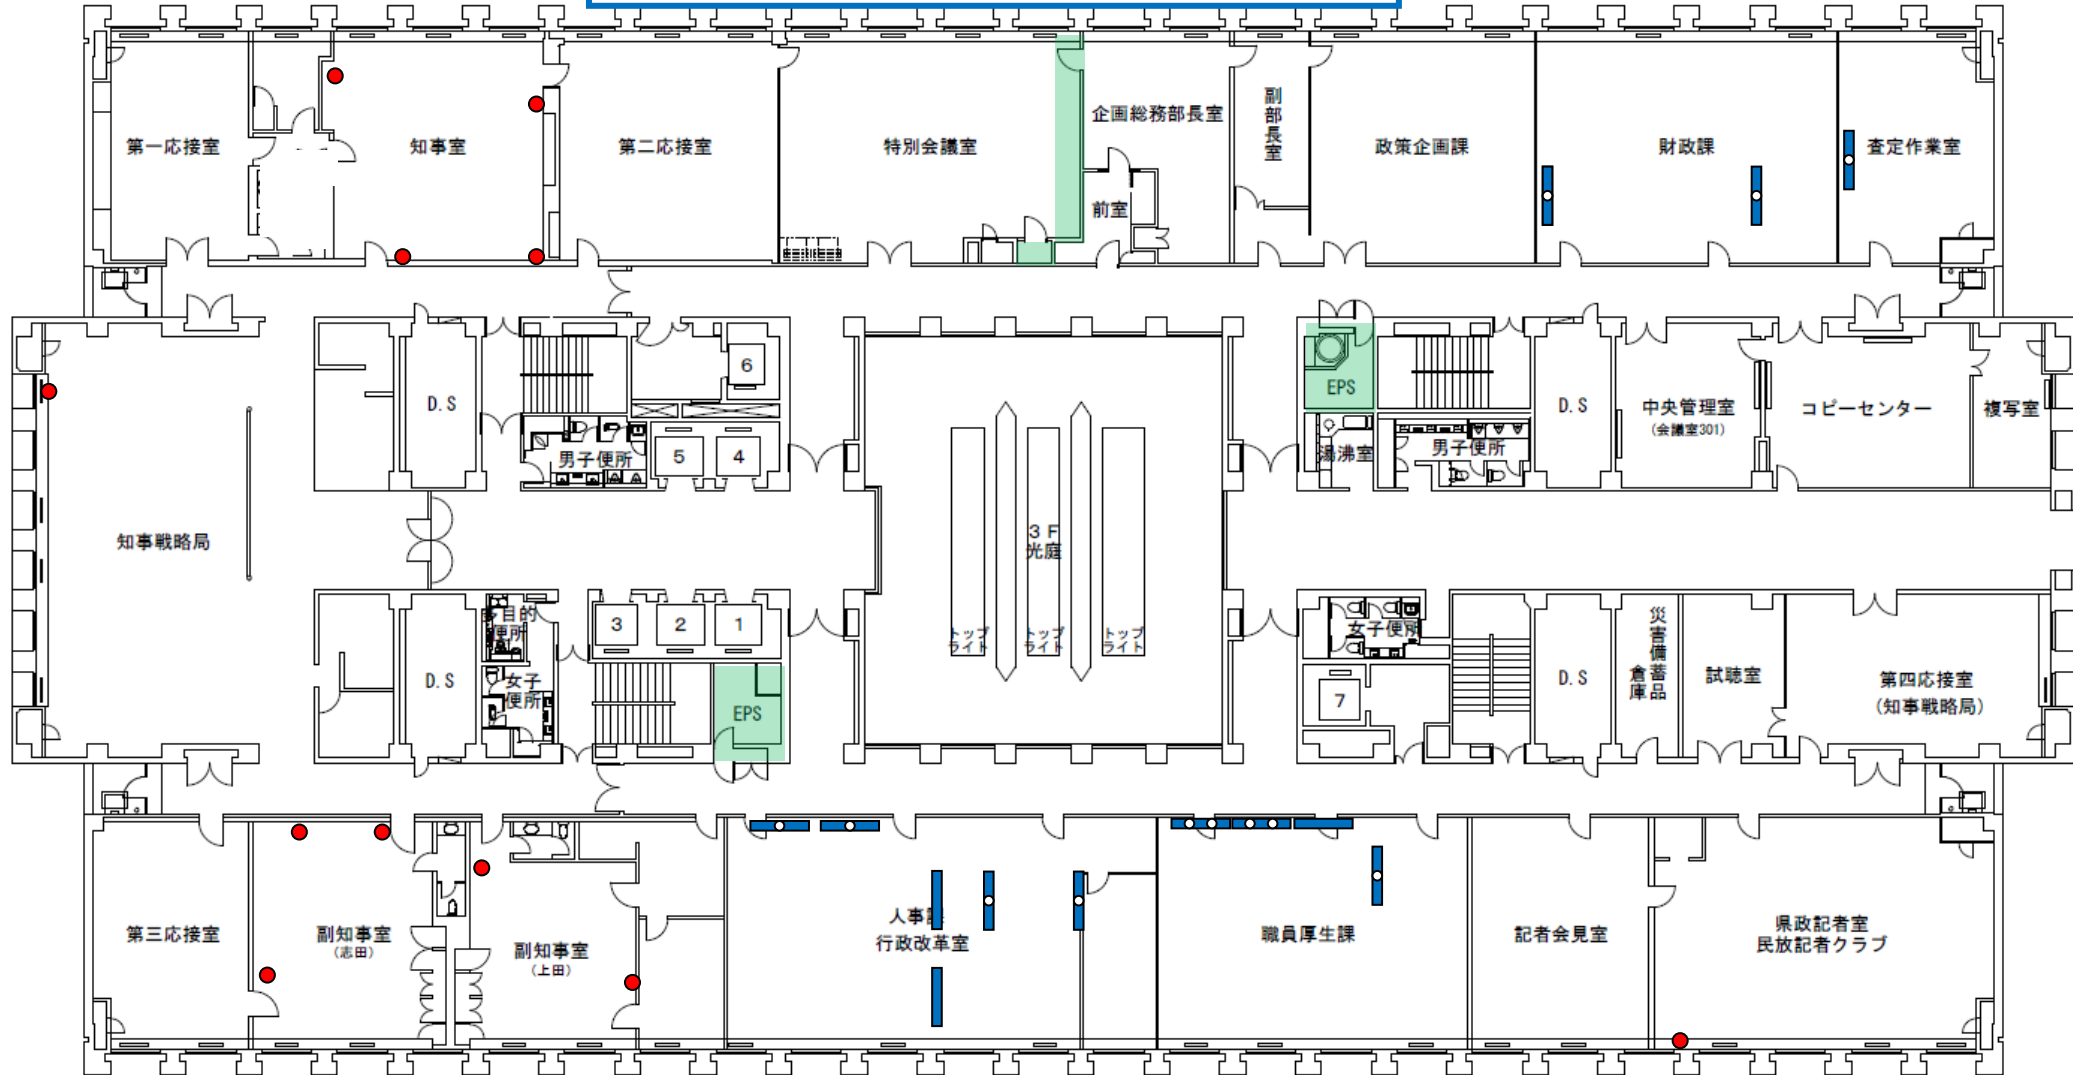 第一応接室
知事室
第二応接室
特別会議室
企画総務部長室
前室
副部長室
政策企画課
財政課
査定作業室
D.S
6
5
4
男子便所
EPS
湯沸室
男子便所
D.S
中央管理室
(会議室301)
コピーセンター
複写室
知事戦略局
3F
光庭
トップ
ライト
トップ
ライト
トップ
ライト
多目的
便所
女子
便所
D.S
3
2
1
EPS
女子便所
7
D.S
災害備蓄品
倉庫
試聴室
第四応接室
(知事戦略局)
第三応接室
副知事室
(志田)
副知事室
(上田)
人事課
行政改革室
職員厚生課
記者会見室
県政記者室
民放記者クラブ